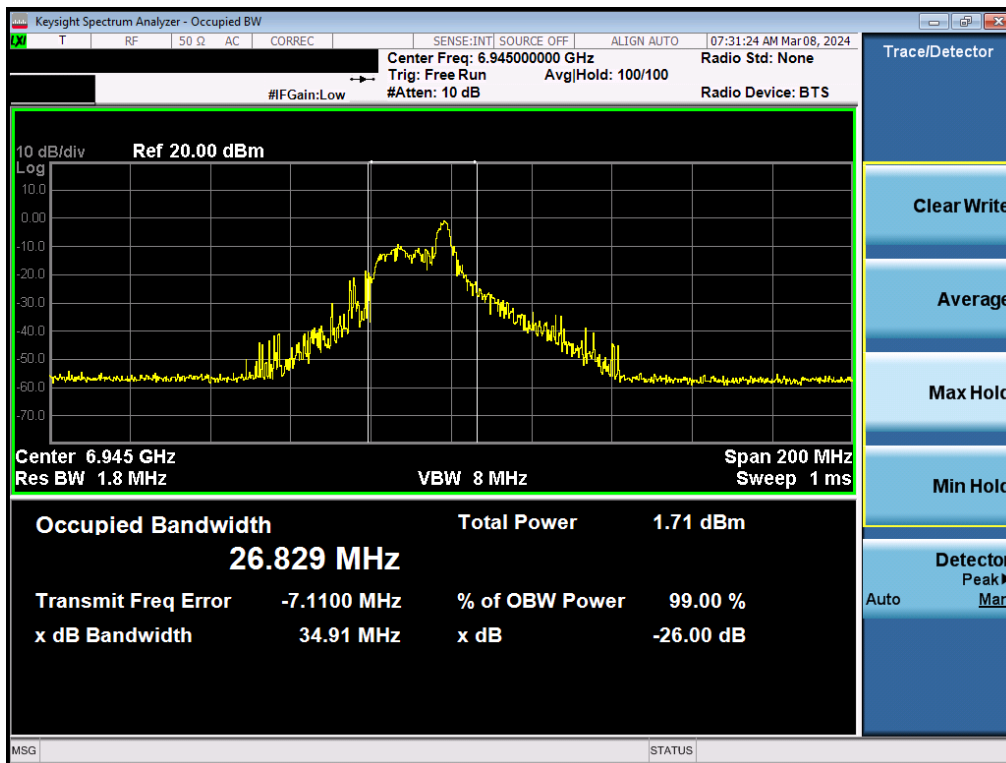 Keysight Spectrum Analyzer - Occupied BW
LXI T RF 50 Ω AC CORREC SENSE:INT SOURCE OFF ALIGN AUTO 07:31:24 AM Mar 08, 2024
Center Freq: 6.945000000 GHz Radio Std: None
Trig: Free Run Avg|Hold: 100/100
#IFGain:Low #Atten: 10 dB Radio Device: BTS
Trace/Detector
10 dB/div Ref 20.00 dBm
Log
10.0
0.00
-10.0
-20.0
-30.0
-40.0
-50.0
-60.0
-70.0
Center 6.945 GHz Span 200 MHz
Res BW 1.8 MHz VBW 8 MHz Sweep 1 ms
Occupied Bandwidth Total Power 1.71 dBm
26.829 MHz
Transmit Freq Error -7.1100 MHz % of OBW Power 99.00 %
x dB Bandwidth 34.91 MHz x dB -26.00 dB
Clear Write
Average
Max Hold
Min Hold
Detector
Peak
Auto Man
MSG STATUS